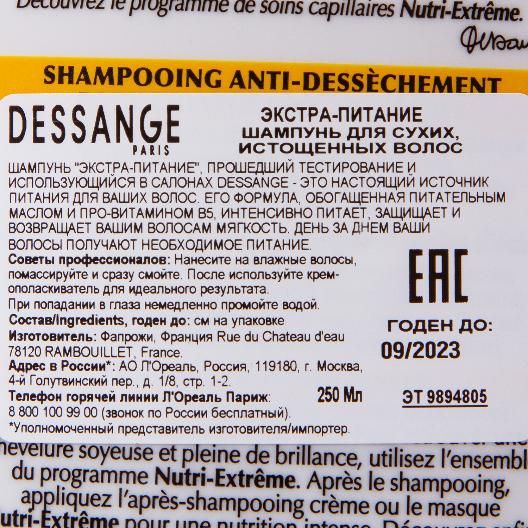 Découvrez le programme de soins capillaires Nutri-Extrême.
SHAMPOOING ANTI-DESSÈCHEMENT
DESSANGE
PARIS
ЭКСТРА-ПИТАНИЕ
ШАМПУНЬ ДЛЯ СУХИХ,
ИСТОЩЕННЫХ ВОЛОС
ШАМПУНЬ "ЭКСТРА-ПИТАНИЕ", ПРОШЕДШИЙ ТЕСТИРОВАНИЕ И
ИСПОЛЬЗУЮЩИЙСЯ В САЛОНАХ DESSANGE - ЭТО НАСТОЯЩИЙ ИСТОЧНИК
ПИТАНИЯ ДЛЯ ВАШИХ ВОЛОС. ЕГО ФОРМУЛА, ОБОГАЩЕННАЯ ПИТАТЕЛЬНЫМ
МАСЛОМ И ПРО-ВИТАМИНОМ В5, ИНТЕНСИВНО ПИТАЕТ, ЗАЩИЩАЕТ И
ВОЗВРАЩАЕТ ВАШИМ ВОЛОСАМ МЯГКОСТЬ. ДЕНЬ ЗА ДНЕМ ВАШИ
ВОЛОСЫ ПОЛУЧАЮТ НЕОБХОДИМОЕ ПИТАНИЕ.
Советы профессионалов: Нанесите на влажные волосы,
помассируйте и сразу смойте. После используйте крем-
ополаскиватель для идеального результата.
При попадании в глаза немедленно промойте водой.
Состав/Ingredients, годен до: см на упаковке
Изготовитель: Фапрожи, Франция Rue du Chateau d'eau
78120 RAMBOUILLET, France.
Адрес в России*: АО Л'Ореаль, Россия, 119180, г. Москва,
4-й Голутвинский пер., д. 1/8, стр. 1-2.
Телефон горячей линии Л'Ореаль Париж:
8 800 100 99 00 (звонок по России бесплатный).
*Уполномоченный представитель изготовителя/импортер.
250 Мл
EAC
ГОДЕН ДО:
09/2023
ЭТ 9894805
chevelure soyeuse et pleine de brillance, utilisez l'ensembl
du programme Nutri-Extrême. Après le shampooing,
appliquez l'après-shampooing crème ou le masque
utri-Extrême pour une nutrition intense.